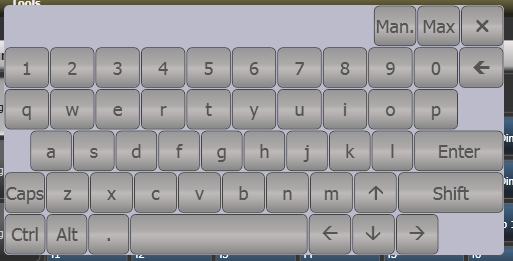 Tools
Man. Max ×
1 2 3 4 5 6 7 8 9 0 ←
q w e r t y u i o p
a s d f g h j k l Enter
Caps z x c v b n m ↑ Shift
Ctrl Alt . ← ↓ →